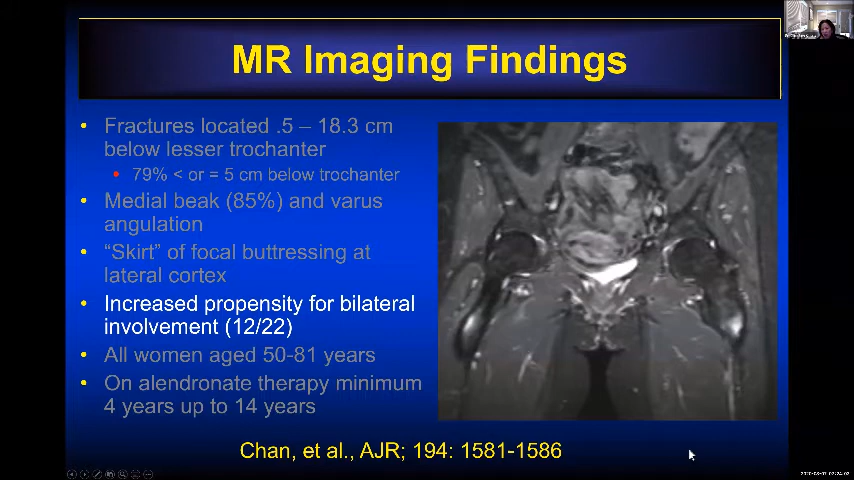 MR Imaging Findings
• Fractures located .5 – 18.3 cm
below lesser trochanter
• 79% < or = 5 cm below trochanter
• Medial beak (85%) and varus
angulation
• “Skirt” of focal buttressing at
lateral cortex
• Increased propensity for bilateral
involvement (12/22)
• All women aged 50-81 years
• On alendronate therapy minimum
4 years up to 14 years
Chan, et al., AJR; 194: 1581-1586